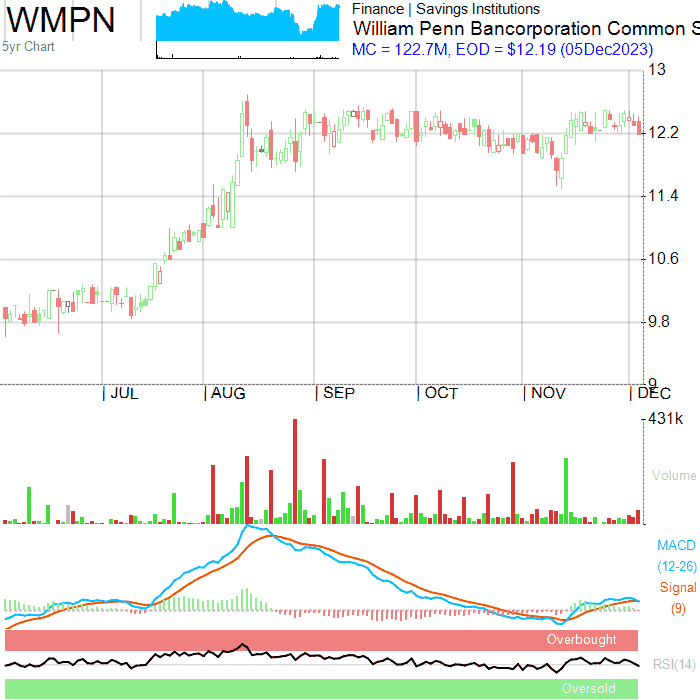 WMPN
5yr Chart
Finance | Savings Institutions
William Penn Bancorporation Common S
MC = 122.7M, EOD = $12.19 (05Dec2023)
13
12.2
11.4
10.6
9.8
9
| JUL | AUG | SEP | OCT | NOV | DEC
431k
Volume
MACD
(12-26)
Signal
(9)
Overbought
RSI(14)
Oversold